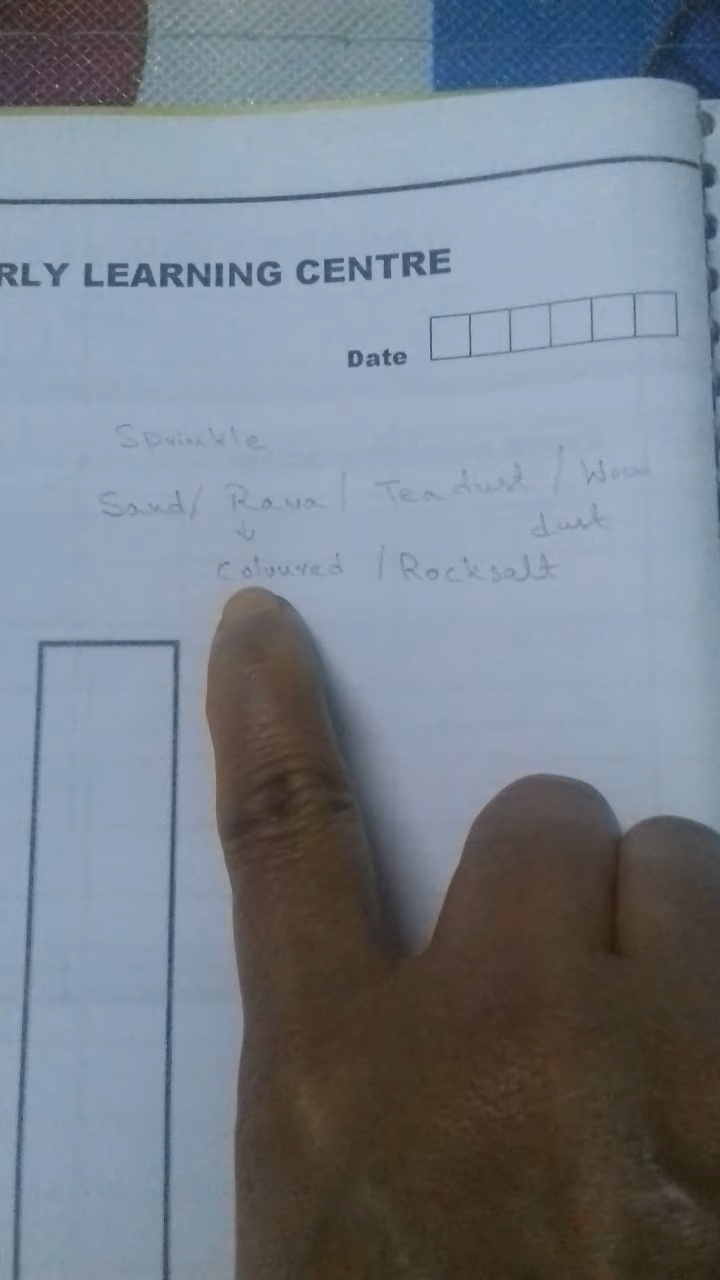 RLY LEARNING CENTRE
Date
Sprinkle
Sand / Rava / Tea dust / Wood
dust
↓
Coloured / Rocksalt